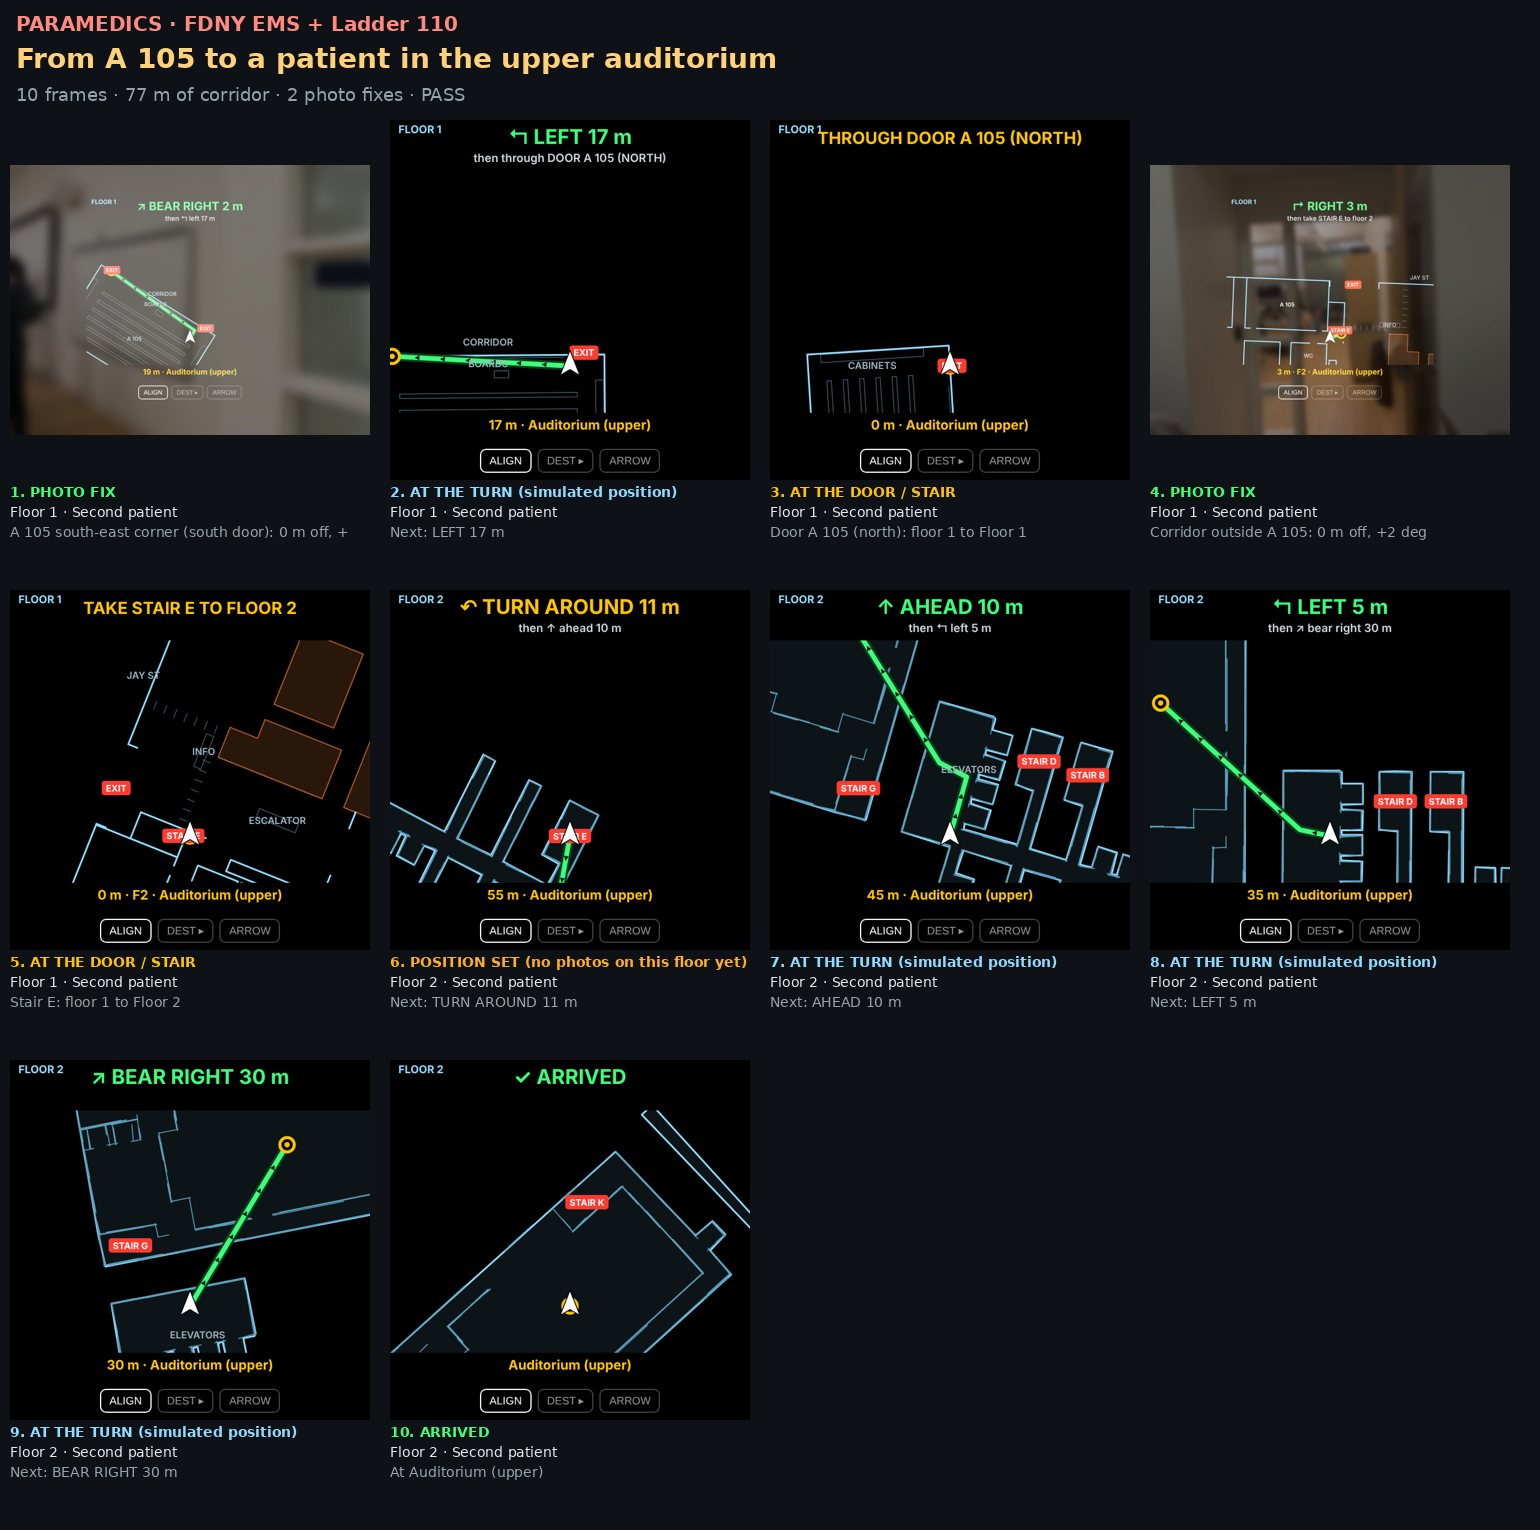 PARAMEDICS · FDNY EMS + Ladder 110
From A 105 to a patient in the upper auditorium
10 frames · 77 m of corridor · 2 photo fixes · PASS
FLOOR 1
↗ BEAR RIGHT 2 m
then ↰ left 17 m
EXIT
CORRIDOR
BOARDS
EXIT
A 105
19 m · Auditorium (upper)
ALIGN DEST ▸ ARROW
1. PHOTO FIX
Floor 1 · Second patient
A 105 south-east corner (south door): 0 m off, +
FLOOR 1
↰ LEFT 17 m
then through DOOR A 105 (NORTH)
CORRIDOR
EXIT
BOARDS
17 m · Auditorium (upper)
ALIGN DEST ▸ ARROW
2. AT THE TURN (simulated position)
Floor 1 · Second patient
Next: LEFT 17 m
FLOOR 1
THROUGH DOOR A 105 (NORTH)
CABINETS
0 m · Auditorium (upper)
ALIGN DEST ▸ ARROW
3. AT THE DOOR / STAIR
Floor 1 · Second patient
Door A 105 (north): floor 1 to Floor 1
FLOOR 1
↱ RIGHT 3 m
then take STAIR E to floor 2
JAY ST
EXIT
A 105
INFO
STAIR E
WC
3 m · F2 · Auditorium (upper)
ALIGN DEST ▸ ARROW
4. PHOTO FIX
Floor 1 · Second patient
Corridor outside A 105: 0 m off, +2 deg
FLOOR 1
TAKE STAIR E TO FLOOR 2
JAY ST
INFO
EXIT
ESCALATOR
0 m · F2 · Auditorium (upper)
ALIGN DEST ▸ ARROW
5. AT THE DOOR / STAIR
Floor 1 · Second patient
Stair E: floor 1 to Floor 2
FLOOR 2
↶ TURN AROUND 11 m
then ↑ ahead 10 m
55 m · Auditorium (upper)
ALIGN DEST ▸ ARROW
6. POSITION SET (no photos on this floor yet)
Floor 2 · Second patient
Next: TURN AROUND 11 m
FLOOR 2
↑ AHEAD 10 m
then ↰ left 5 m
STAIR D
ELEVATORS
STAIR B
STAIR G
45 m · Auditorium (upper)
ALIGN DEST ▸ ARROW
7. AT THE TURN (simulated position)
Floor 2 · Second patient
Next: AHEAD 10 m
FLOOR 2
↰ LEFT 5 m
then ↗ bear right 30 m
STAIR D
STAIR B
35 m · Auditorium (upper)
ALIGN DEST ▸ ARROW
8. AT THE TURN (simulated position)
Floor 2 · Second patient
Next: LEFT 5 m
FLOOR 2
↗ BEAR RIGHT 30 m
STAIR G
ELEVATORS
30 m · Auditorium (upper)
ALIGN DEST ▸ ARROW
9. AT THE TURN (simulated position)
Floor 2 · Second patient
Next: BEAR RIGHT 30 m
FLOOR 2
✓ ARRIVED
STAIR K
Auditorium (upper)
ALIGN DEST ▸ ARROW
10. ARRIVED
Floor 2 · Second patient
At Auditorium (upper)